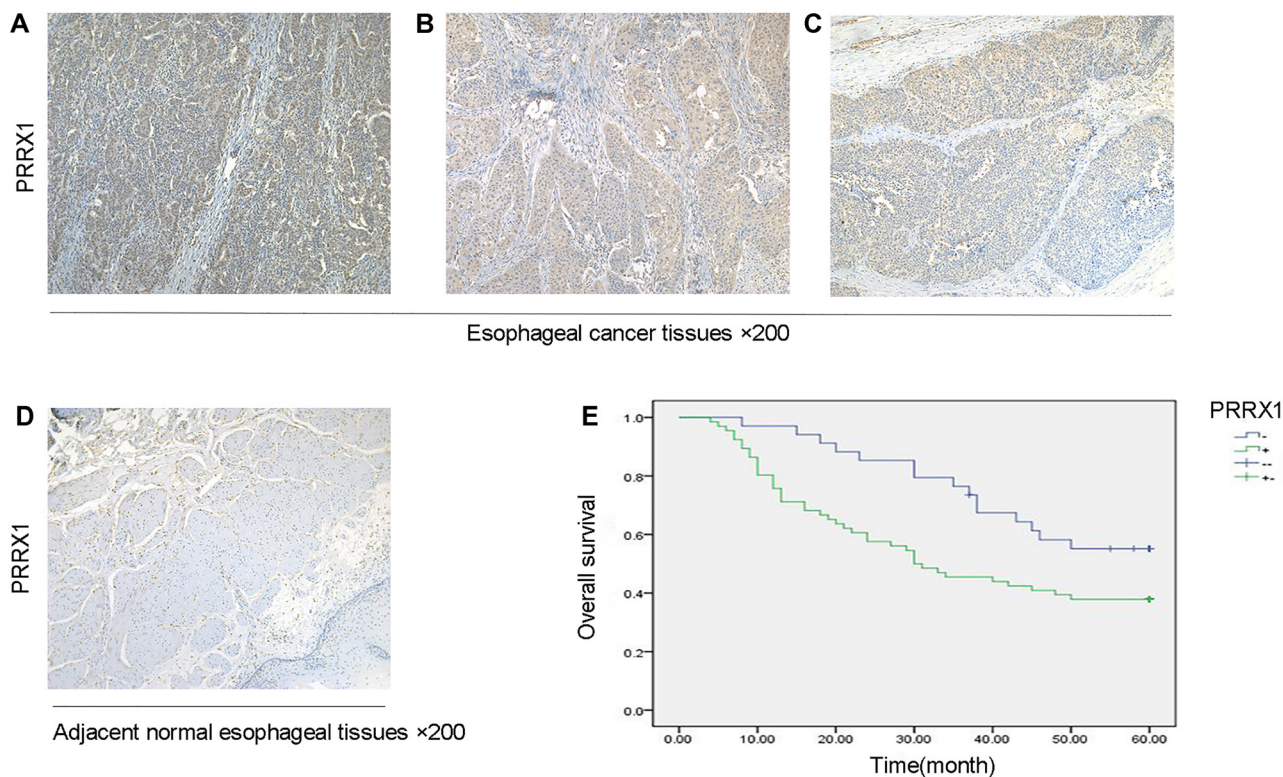 A
B
C
PRRX1
Esophageal cancer tissues ×200
D
PRRX1
Adjacent normal esophageal tissues ×200
E
PRRX1
-
+
--
+-
Overall survival
1.0
0.8
0.6
0.4
0.2
0.0
0.00 10.00 20.00 30.00 40.00 50.00 60.00
Time(month)